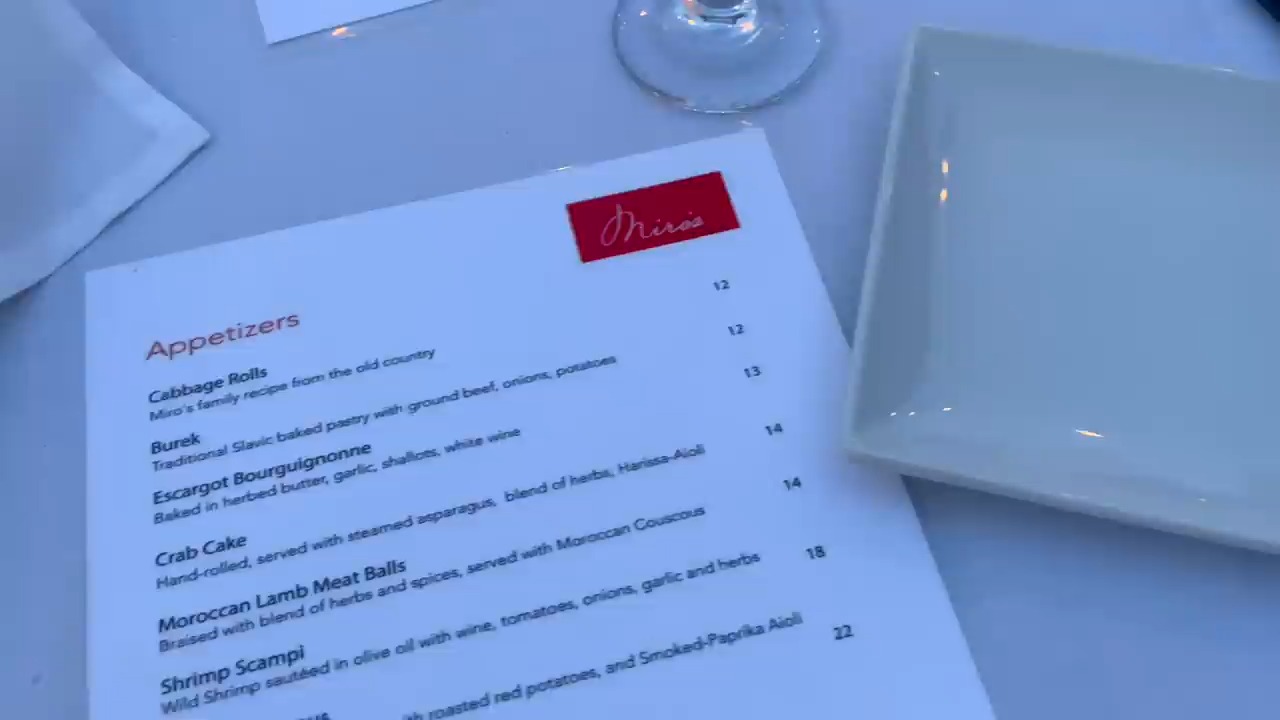 Miro's
Appetizers
Cabbage Rolls 12
Miro's family recipe from the old country
Burek 12
Traditional Slavic baked pastry with ground beef, onions, potatoes
Escargot Bourguignonne 13
Baked in herbed butter, garlic, shallots, white wine
Crab Cake 14
Hand-rolled, served with steamed asparagus, blend of herbs, Harissa-Aioli
Moroccan Lamb Meat Balls 14
Braised with blend of herbs and spices, served with Moroccan Couscous
Shrimp Scampi 18
Wild Shrimp sautéed in olive oil with wine, tomatoes, onions, garlic and herbs
22
roasted red potatoes, and Smoked-Paprika Aioli